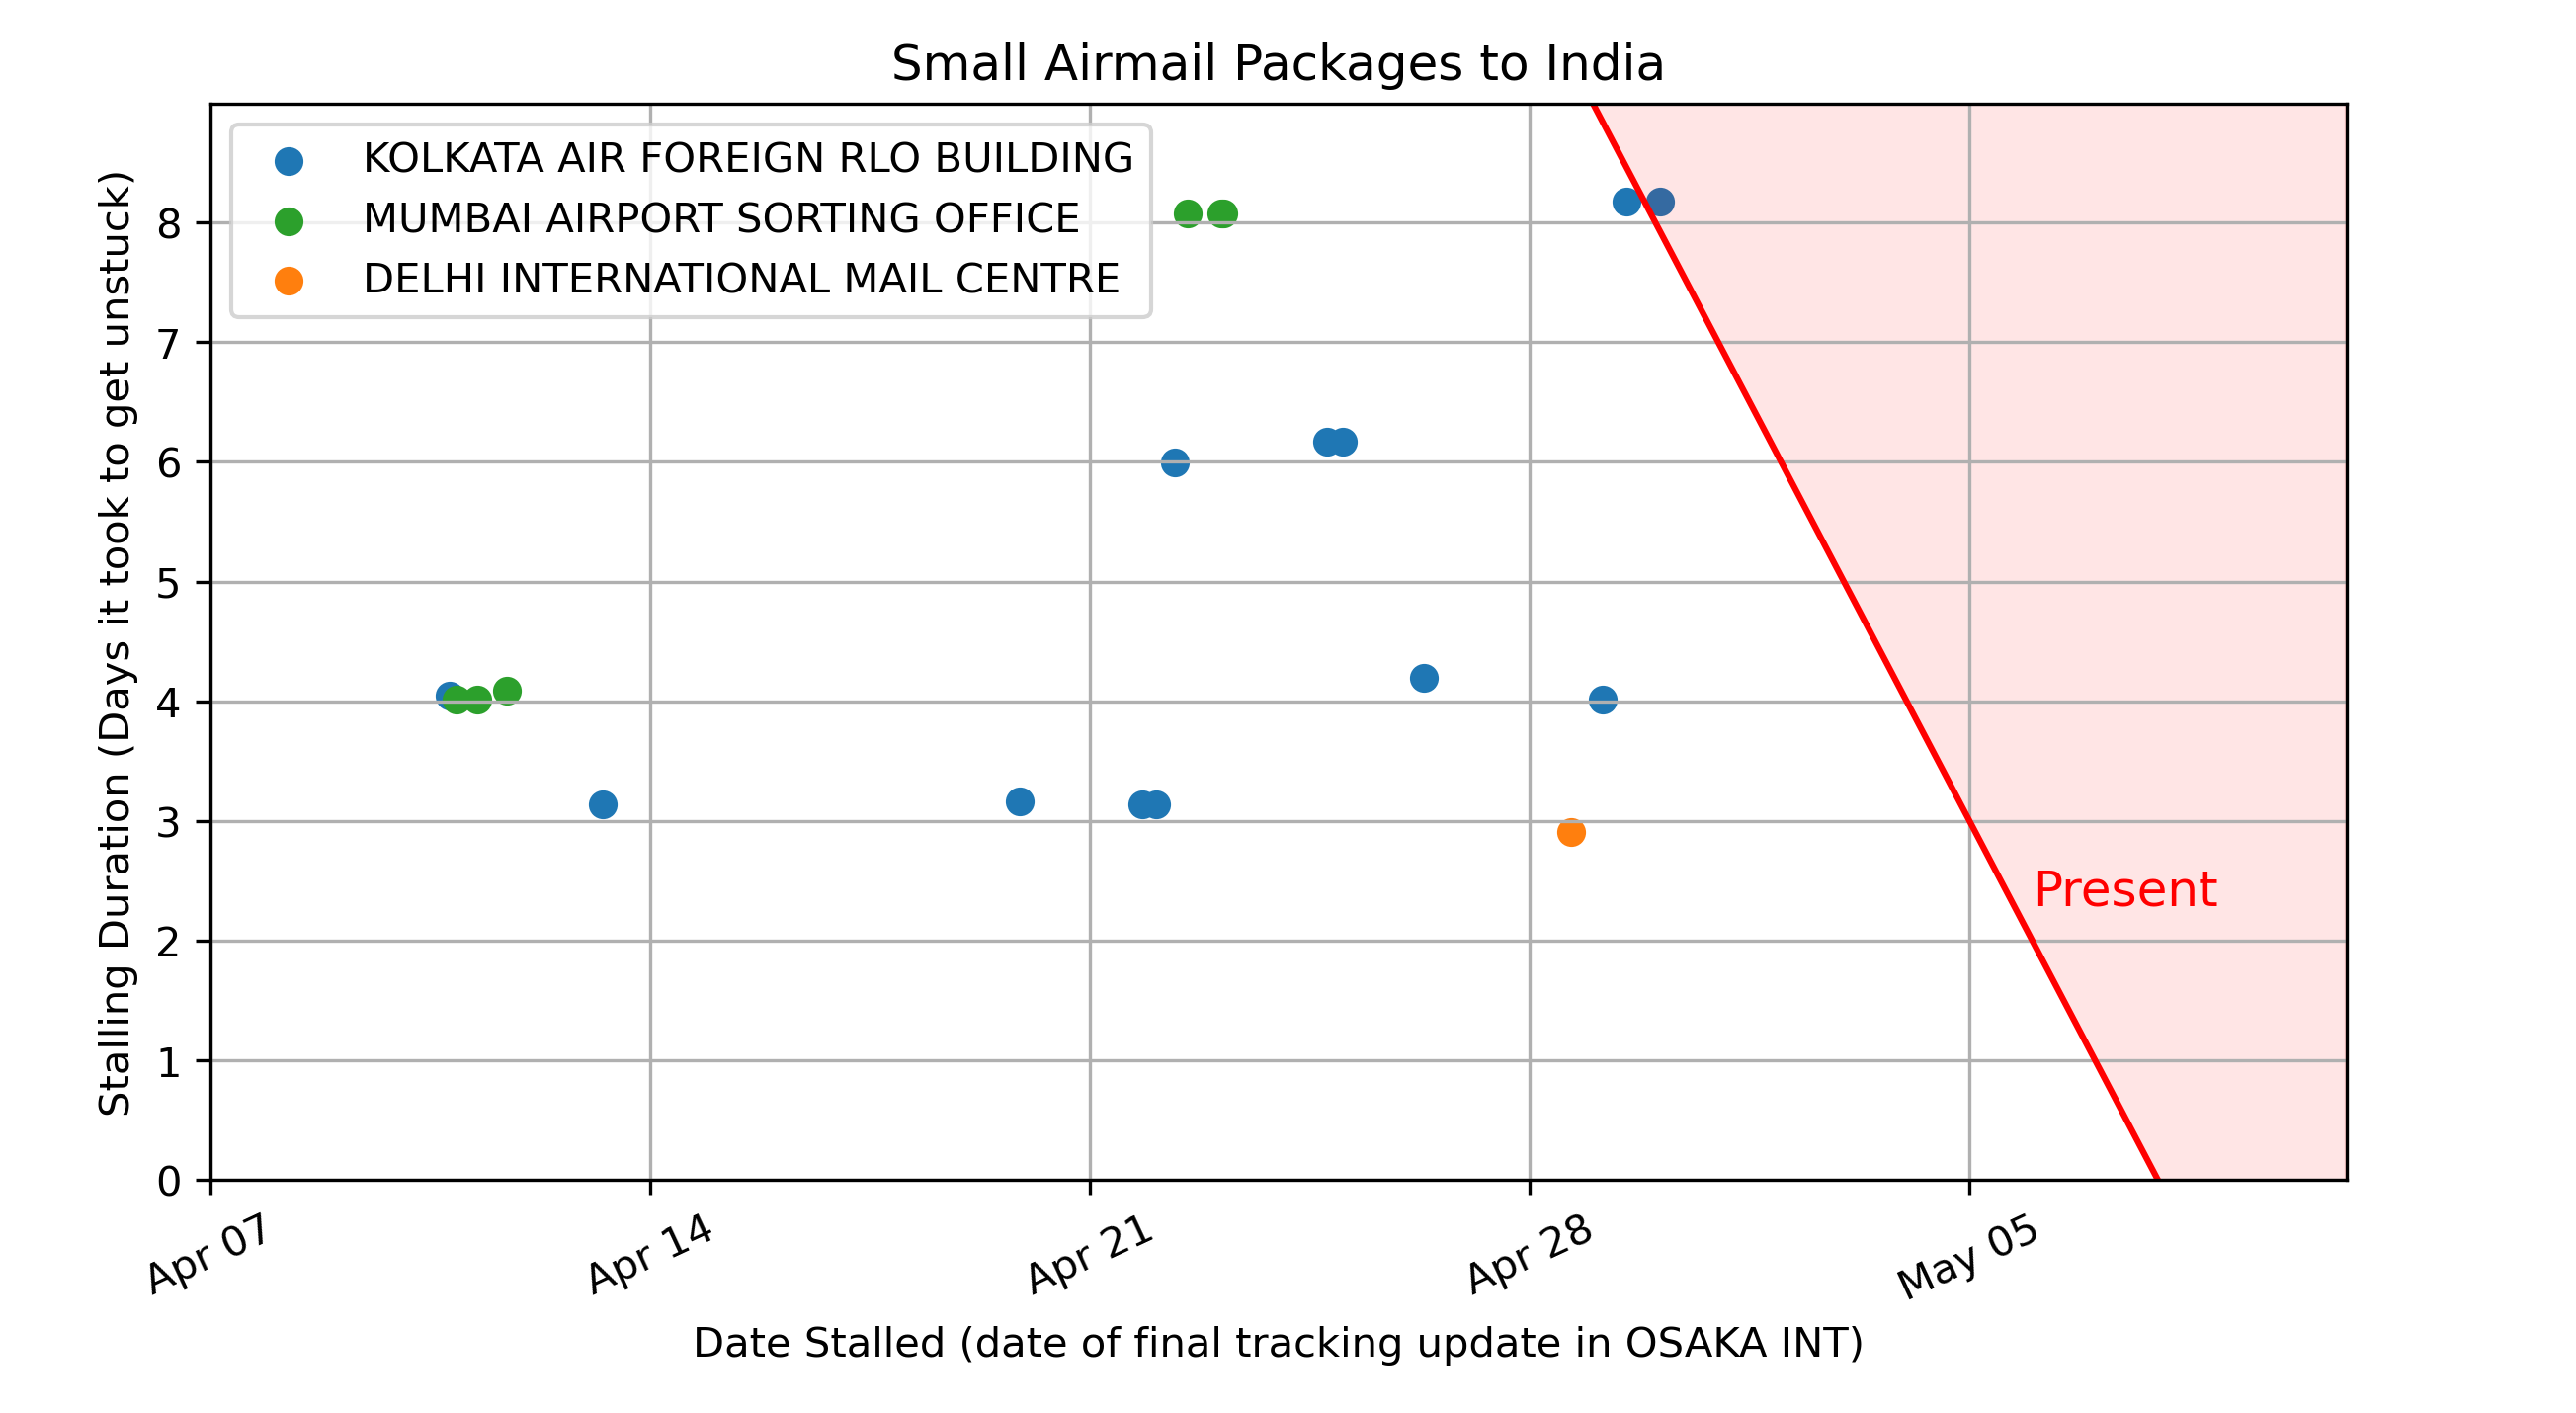 Small Airmail Packages to India
KOLKATA AIR FOREIGN RLO BUILDING
MUMBAI AIRPORT SORTING OFFICE
DELHI INTERNATIONAL MAIL CENTRE
Stalling Duration (Days it took to get unstuck)
8
7
6
5
4
3
2
1
0
Present
Apr 07
Apr 14
Apr 21
Apr 28
May 05
Date Stalled (date of final tracking update in OSAKA INT)